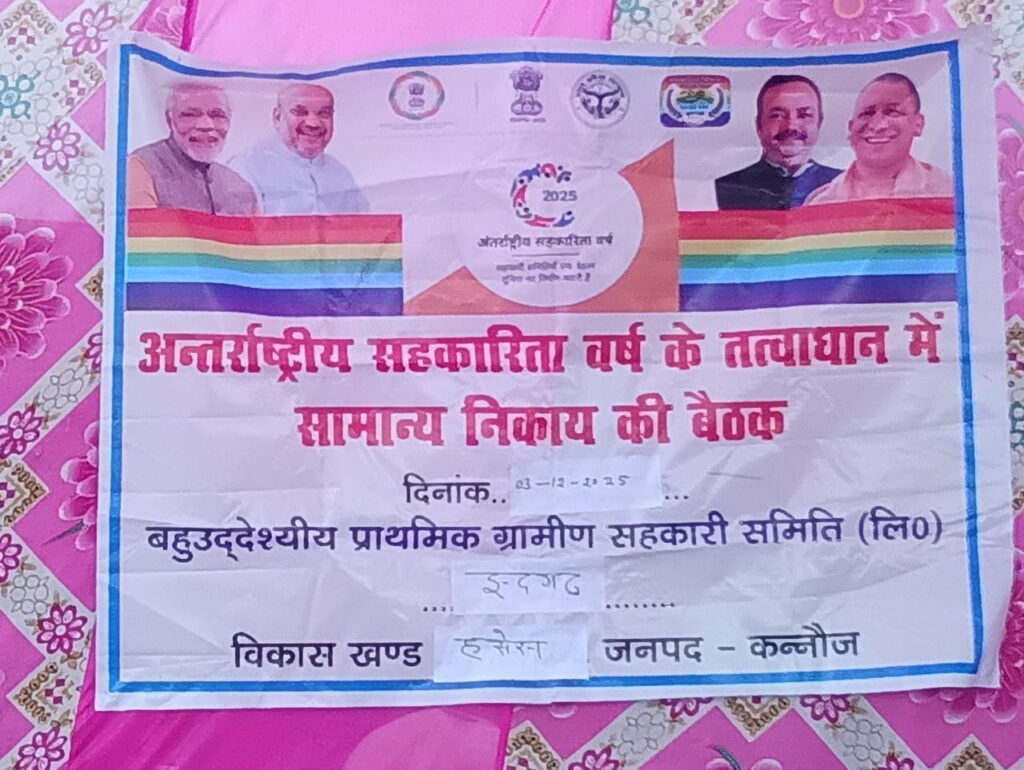 2025
अंतर्राष्ट्रीय सहकारिता वर्ष
अन्तर्राष्ट्रीय सहकारिता वर्ष के तत्वाधान में
सामान्य निकाय की बैठक
दिनांक..03-12-2025...
बहुउद्देश्यीय प्राथमिक ग्रामीण सहकारी समिति (लि0)
....इन्दगढ........
विकास खण्ड हसेरन जनपद - कन्नौज